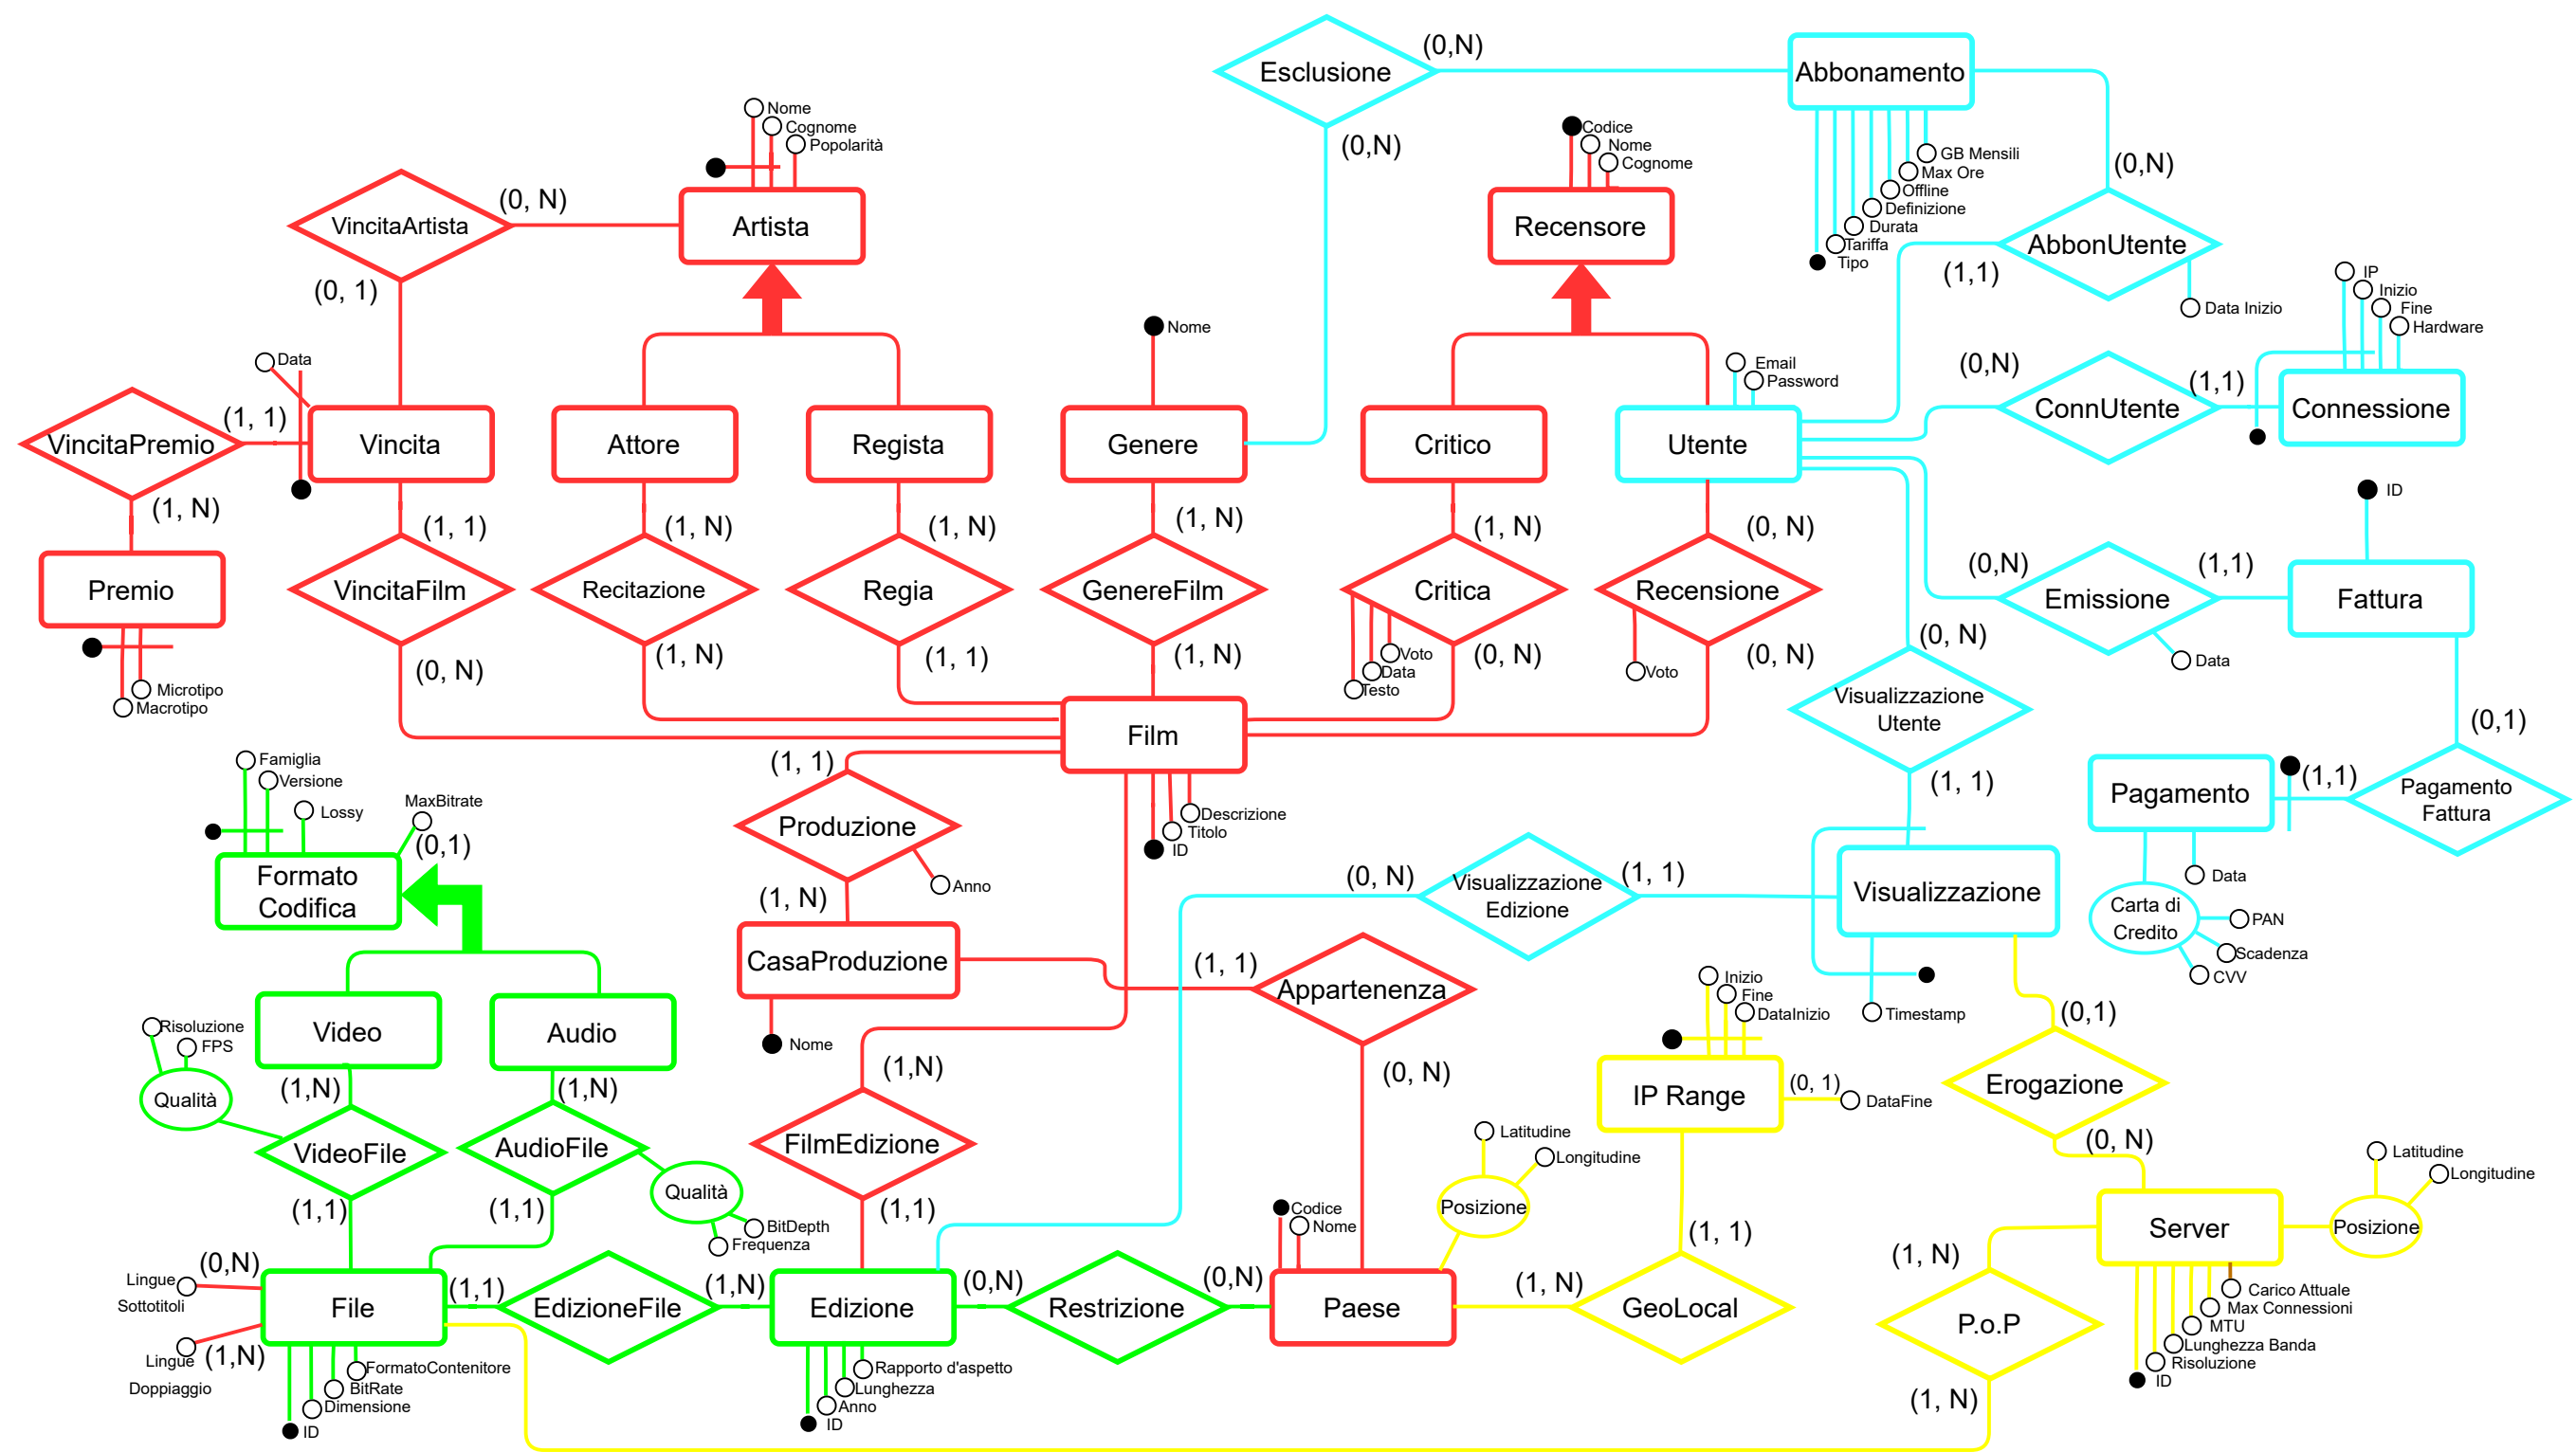 Esclusione
(0,N)
(0,N)
Abbonamento
GB Mensili
Max Ore
Offline
Definizione
Durata
Tariffa
Tipo
(0,N)
AbbonUtente
(1,1)
Data Inizio
Nome
Cognome
Popolarità
Artista
VincitaArtista
(0, N)
(0, 1)
Codice
Nome
Cognome
Recensore
IP
Inizio
Fine
Hardware
(0,N)
ConnUtente
(1,1)
Connessione
Data
VincitaPremio
(1, 1)
Vincita
Attore
Regista
Nome
Genere
Critico
Email
Password
Utente
(1, N)
Premio
Microtipo
Macrotipo
(1, 1)
VincitaFilm
(0, N)
(1, N)
Recitazione
(1, N)
(1, N)
Regia
(1, 1)
(1, N)
GenereFilm
(1, N)
(1, N)
Critica
(0, N)
Voto
Data
Testo
(0, N)
Recensione
(0, N)
Voto
ID
(0,N)
Emissione
(1,1)
Fattura
Data
(0, N)
Visualizzazione
Utente
(1, 1)
(0,1)
Pagamento
Fattura
(1,1)
Pagamento
Data
Carta di
Credito
PAN
Scadenza
CVV
Film
Descrizione
Titolo
ID
(1, 1)
Produzione
Anno
(1, N)
CasaProduzione
Nome
Famiglia
Versione
Lossy
MaxBitrate
(0,1)
Formato
Codifica
Video
Audio
Risoluzione
FPS
Qualità
(1,N)
VideoFile
(1,1)
(1,N)
AudioFile
(1,1)
Qualità
BitDepth
Frequenza
(0, N)
Visualizzazione
Edizione
(1, 1)
Visualizzazione
Timestamp
(1, 1)
Appartenenza
(0, N)
(1,N)
FilmEdizione
(1,1)
Inizio
Fine
DataInizio
IP Range
(0, 1)
DataFine
(0,1)
Erogazione
(0, N)
Latitudine
Longitudine
Posizione
Latitudine
Longitudine
Posizione
Server
Carico Attuale
Max Connessioni
MTU
Lunghezza Banda
Risoluzione
ID
Lingue
Sottotitoli
(0,N)
Lingue
Doppiaggio
(1,N)
File
FormatoContenitore
BitRate
Dimensione
ID
(1,1)
EdizioneFile
(1,N)
Edizione
Rapporto d'aspetto
Lunghezza
Anno
ID
(0,N)
Restrizione
(0,N)
Codice
Nome
Paese
(1, N)
GeoLocal
(1, 1)
(1, N)
P.o.P
(1, N)